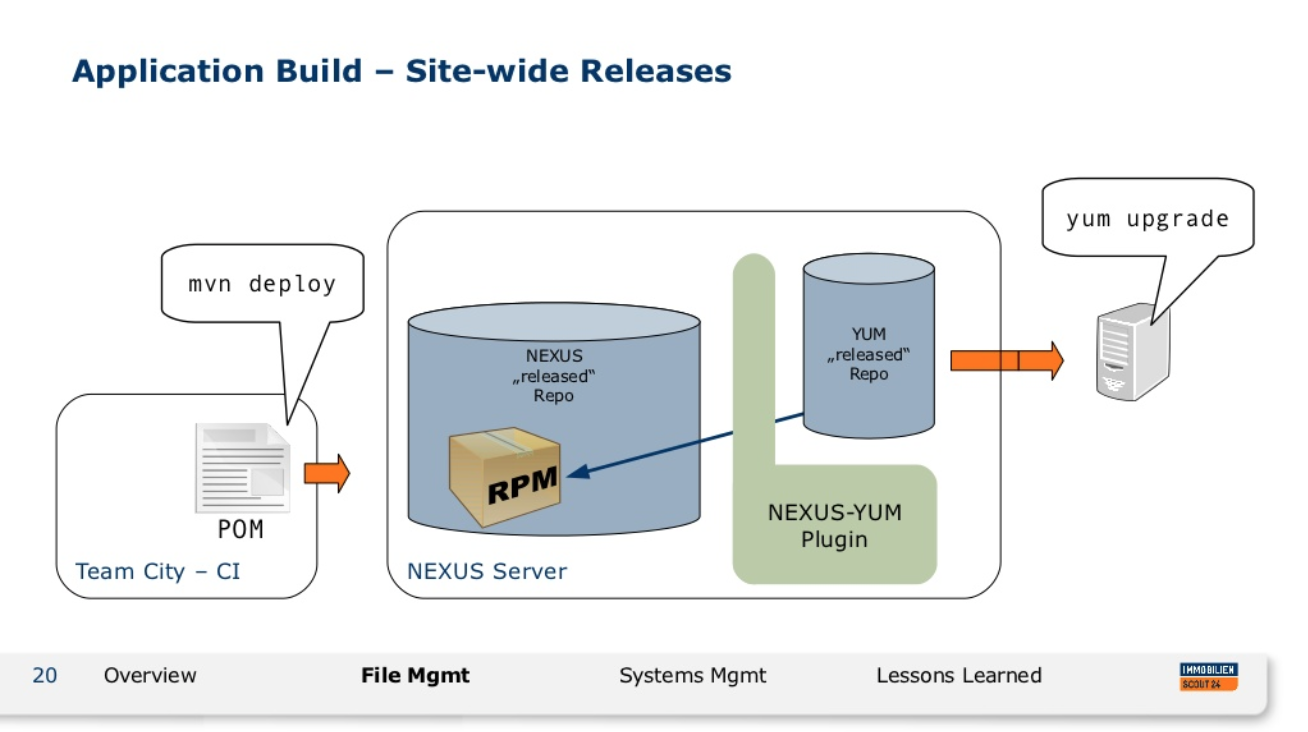 Application Build – Site-wide Releases
yum upgrade
mvn deploy
NEXUS
„released“
Repo
YUM
„released“
Repo
RPM
POM
NEXUS-YUM
Plugin
Team City – CI
NEXUS Server
20 Overview File Mgmt Systems Mgmt Lessons Learned
IMMOBILIEN
SCOUT 24